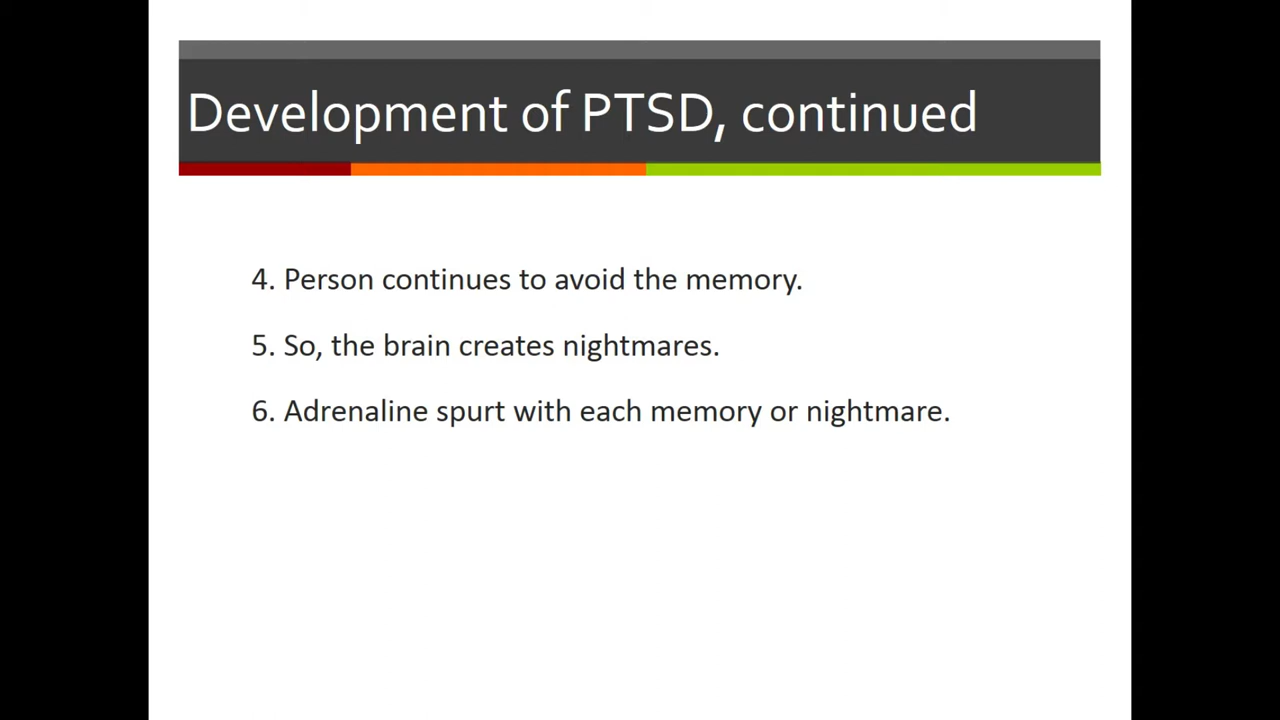 Development of PTSD, continued
4. Person continues to avoid the memory.
5. So, the brain creates nightmares.
6. Adrenaline spurt with each memory or nightmare.